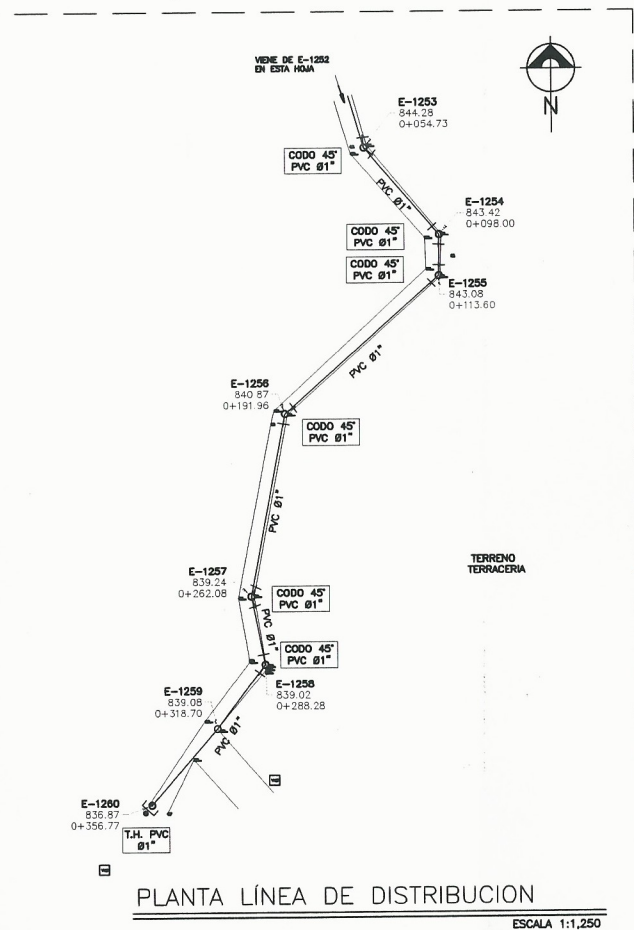 VIENE DE E-1252
EN ESTA HOJA
N
E-1253
844.28
0+054.73
CODO 45°
PVC Ø1"
PVC Ø1"
E-1254
843.42
0+098.00
CODO 45°
PVC Ø1"
CODO 45°
PVC Ø1"
E-1255
843.08
0+113.60
PVC Ø1"
E-1256
840.87
0+191.96
CODO 45°
PVC Ø1"
PVC Ø1"
TERRENO
TERRACERIA
E-1257
839.24
0+262.08
CODO 45°
PVC Ø1"
PVC Ø1"
CODO 45°
PVC Ø1"
E-1258
839.02
0+288.28
E-1259
839.08
0+318.70
PVC Ø1"
E-1260
836.87
0+356.77
T.H. PVC
Ø1"
PLANTA LÍNEA DE DISTRIBUCION
ESCALA 1:1,250